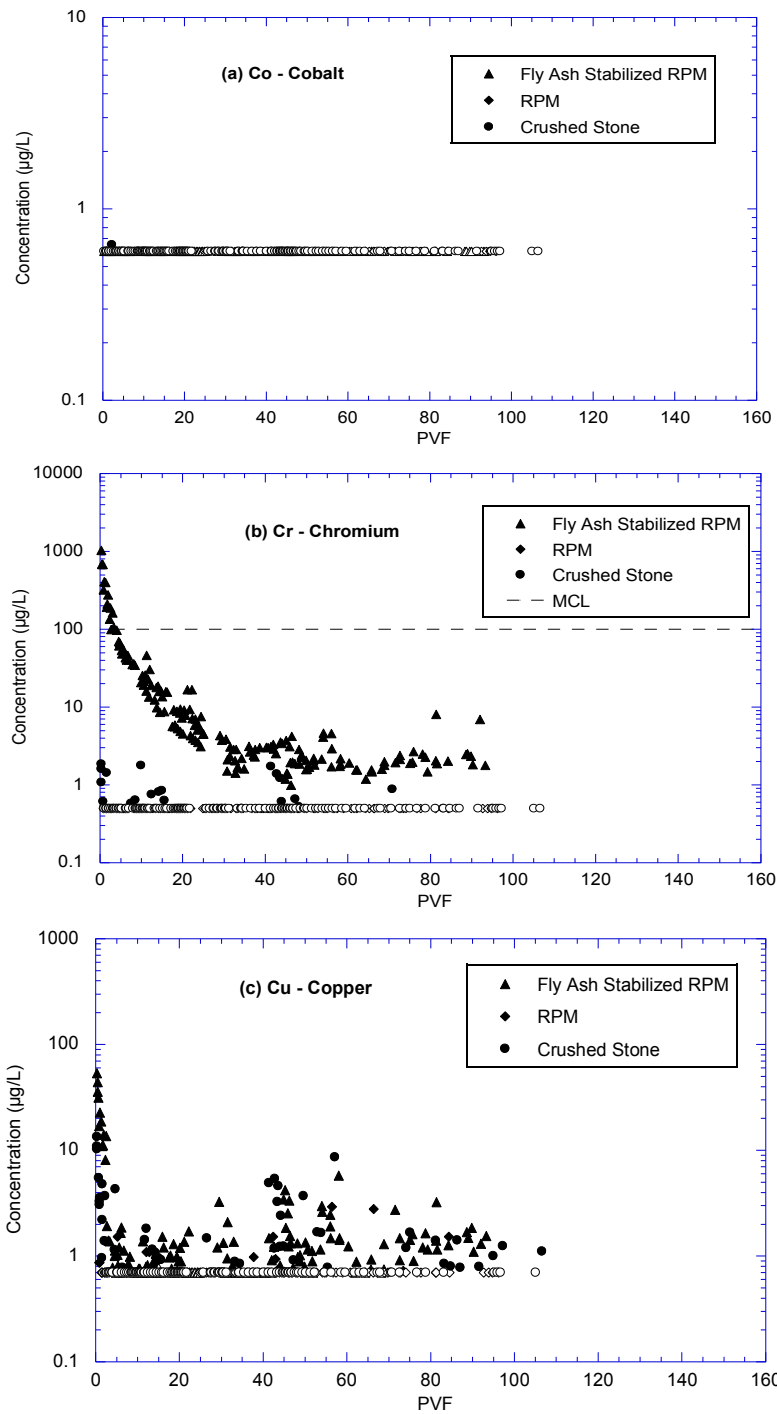 10
(a) Co - Cobalt
Fly Ash Stabilized RPM
RPM
Crushed Stone
Concentration (µg/L)
1
0.1
0 20 40 60 80 100 120 140 160
PVF
10000
(b) Cr - Chromium
Fly Ash Stabilized RPM
RPM
Crushed Stone
MCL
1000
100
Concentration (µg/L)
10
1
0.1
0 20 40 60 80 100 120 140 160
PVF
1000
(c) Cu - Copper
Fly Ash Stabilized RPM
RPM
Crushed Stone
100
Concentration (µg/L)
10
1
0.1
0 20 40 60 80 100 120 140 160
PVF